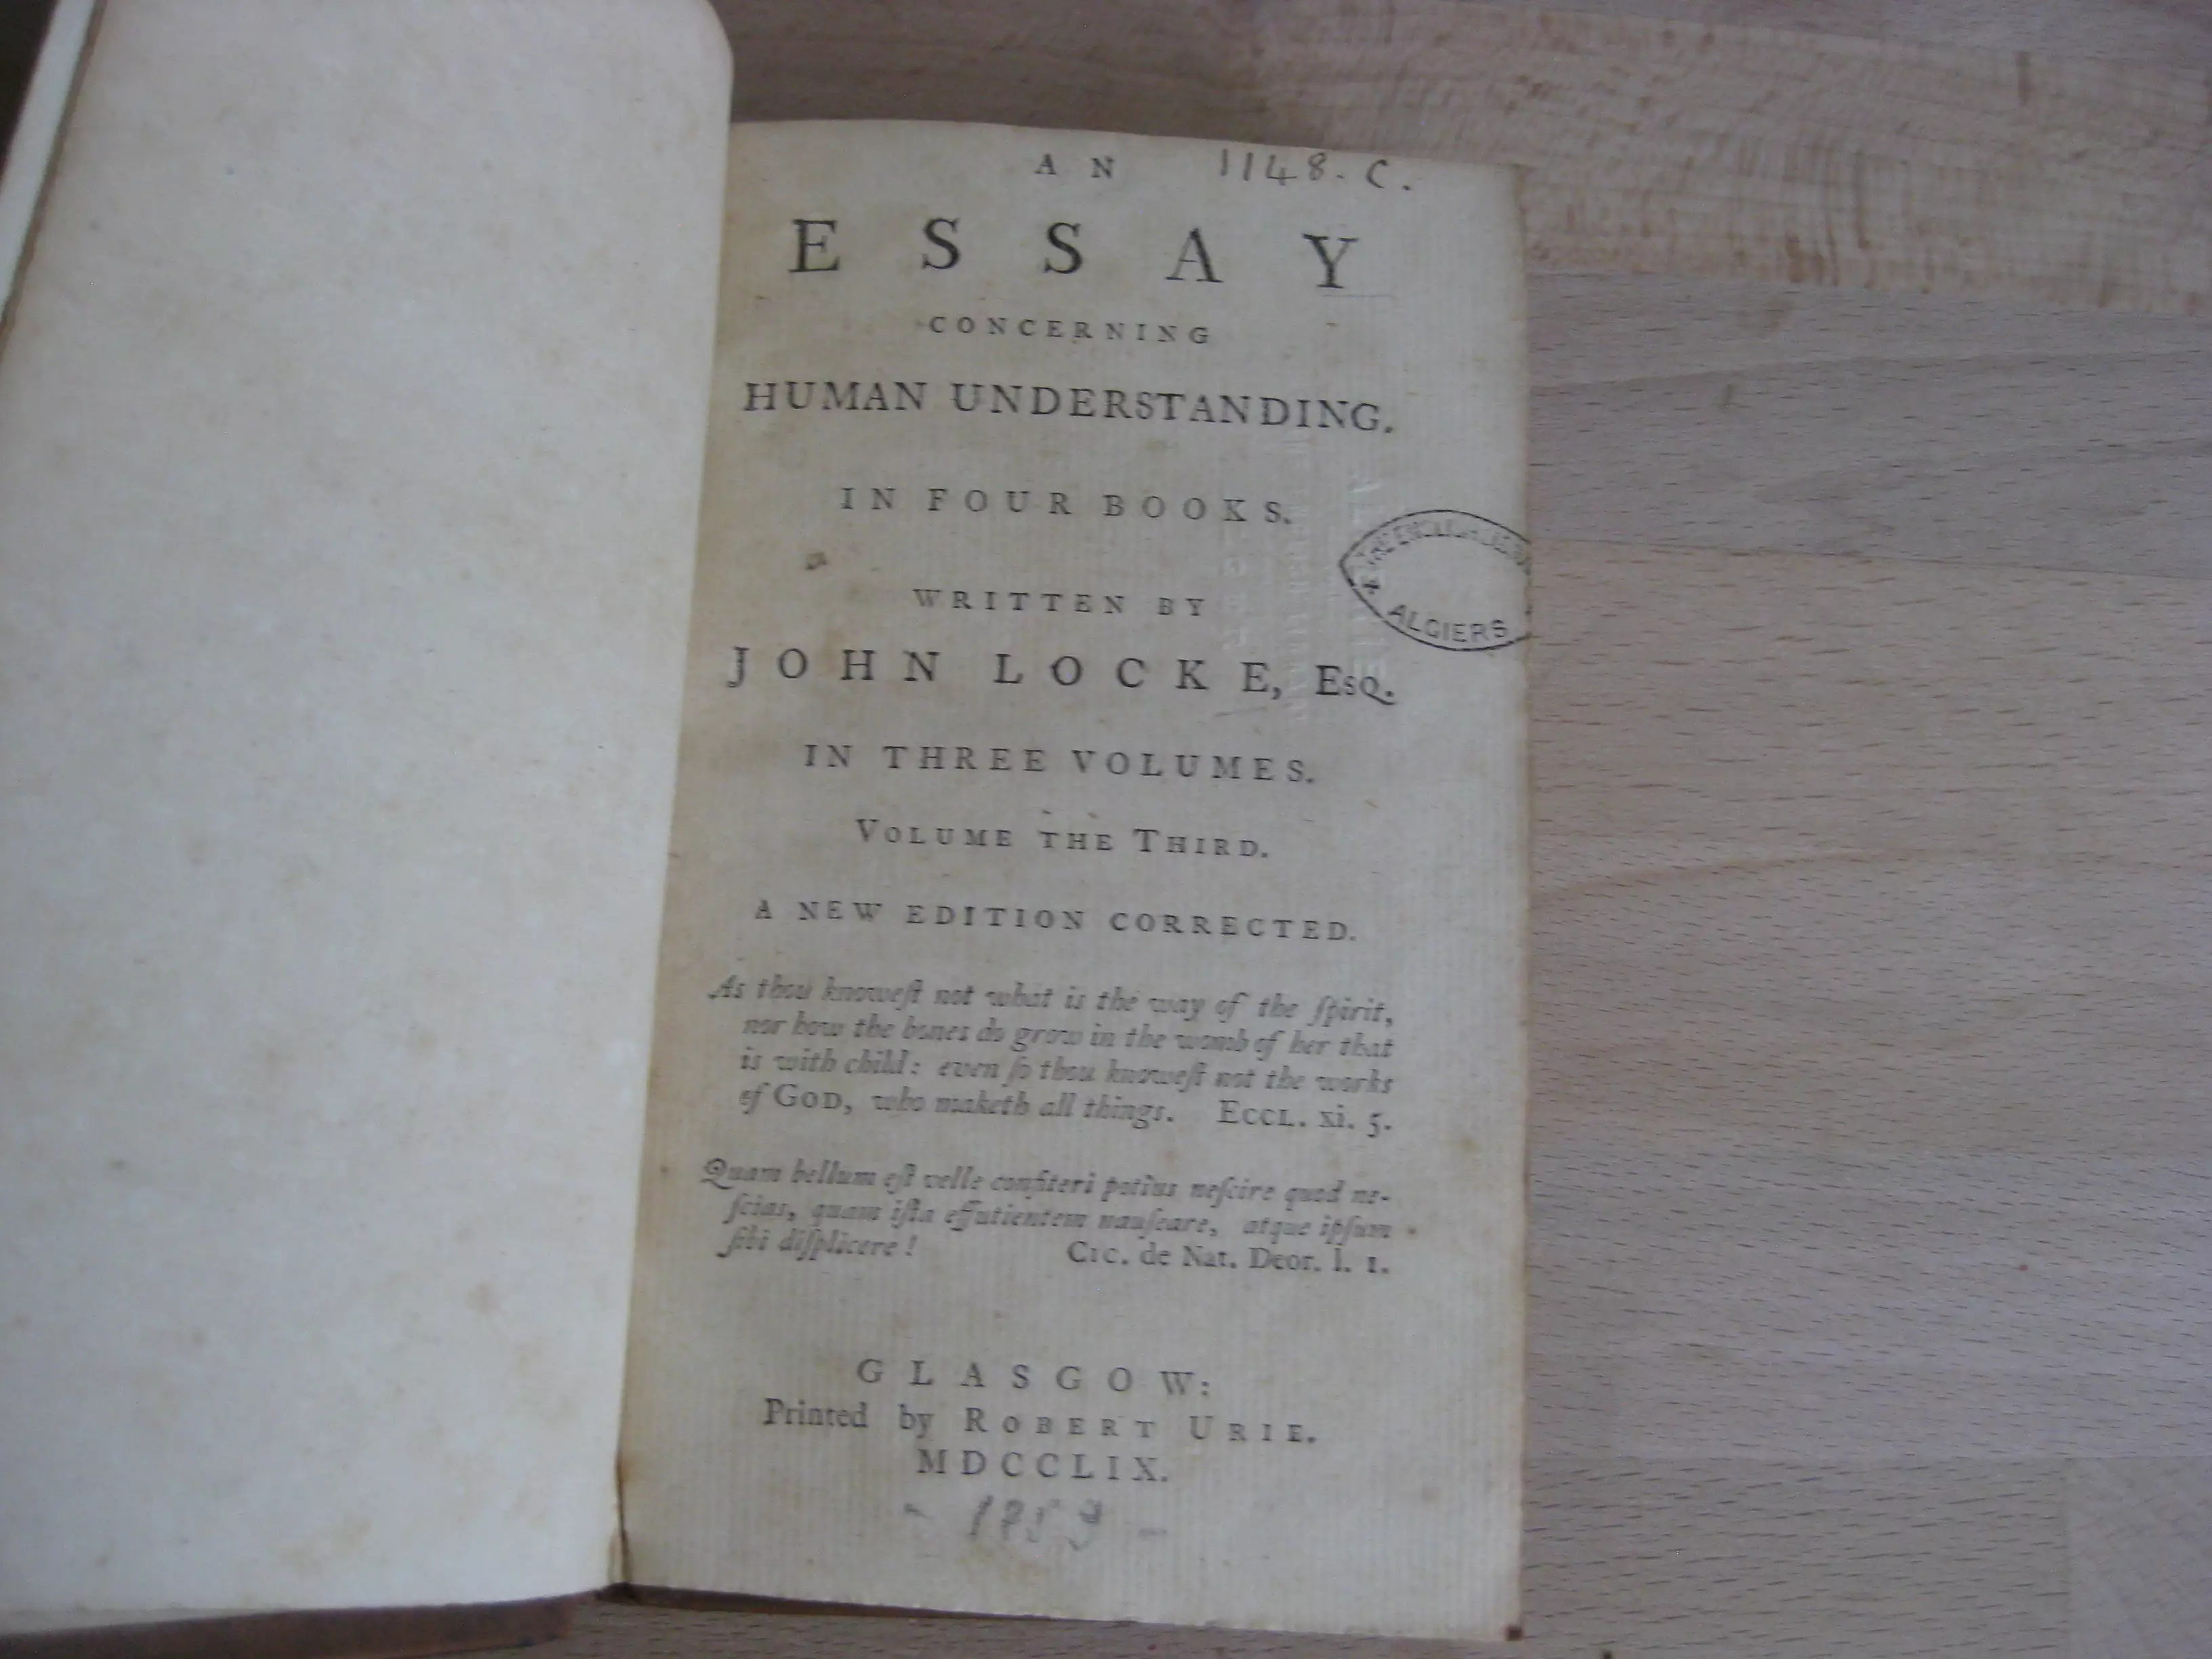 AN 1148. C.
ESSAY
CONCERNING
HUMAN UNDERSTANDING.
IN FOUR BOOKS.
THE ENGLISH LIBRARY
ALGIERS
WRITTEN BY
JOHN LOCKE, ESQ.
IN THREE VOLUMES.
VOLUME THE THIRD.
A NEW EDITION CORRECTED.
As thou knoweſt not what is the way of the ſpirit,
nor how the bones do grow in the womb of her that
is with child: even ſo thou knoweſt not the works
of GOD, who maketh all things. ECCL. xi. 5.
Quam bellum eſt velle confiteri potius neſcire quod ne-
ſcias, quam iſta effutientem nauſeare, atque ipſum
ſibi diſplicere! CIC. de Nat. Deor. l. 1.
GLASGOW:
Printed by ROBERT URIE.
MDCCLIX.
- 1759 -